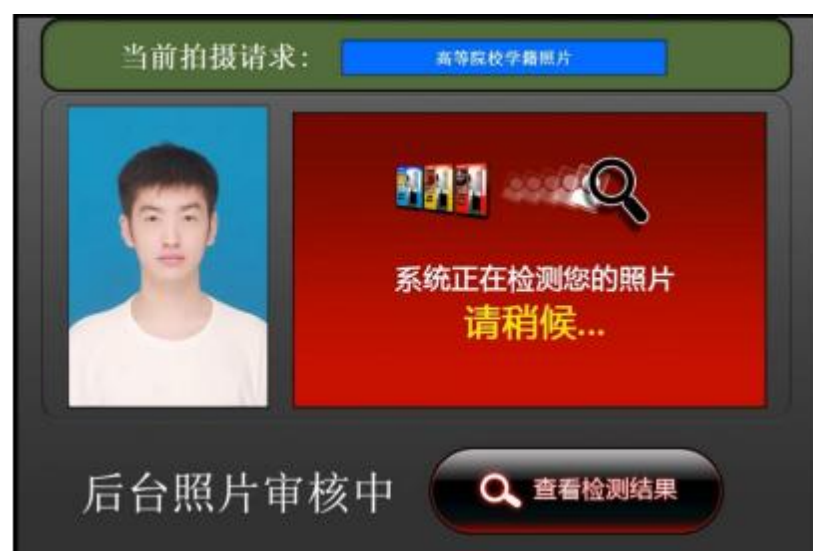 当前拍摄请求：
高等院校学籍照片
系统正在检测您的照片
请稍候...
后台照片审核中
查看检测结果